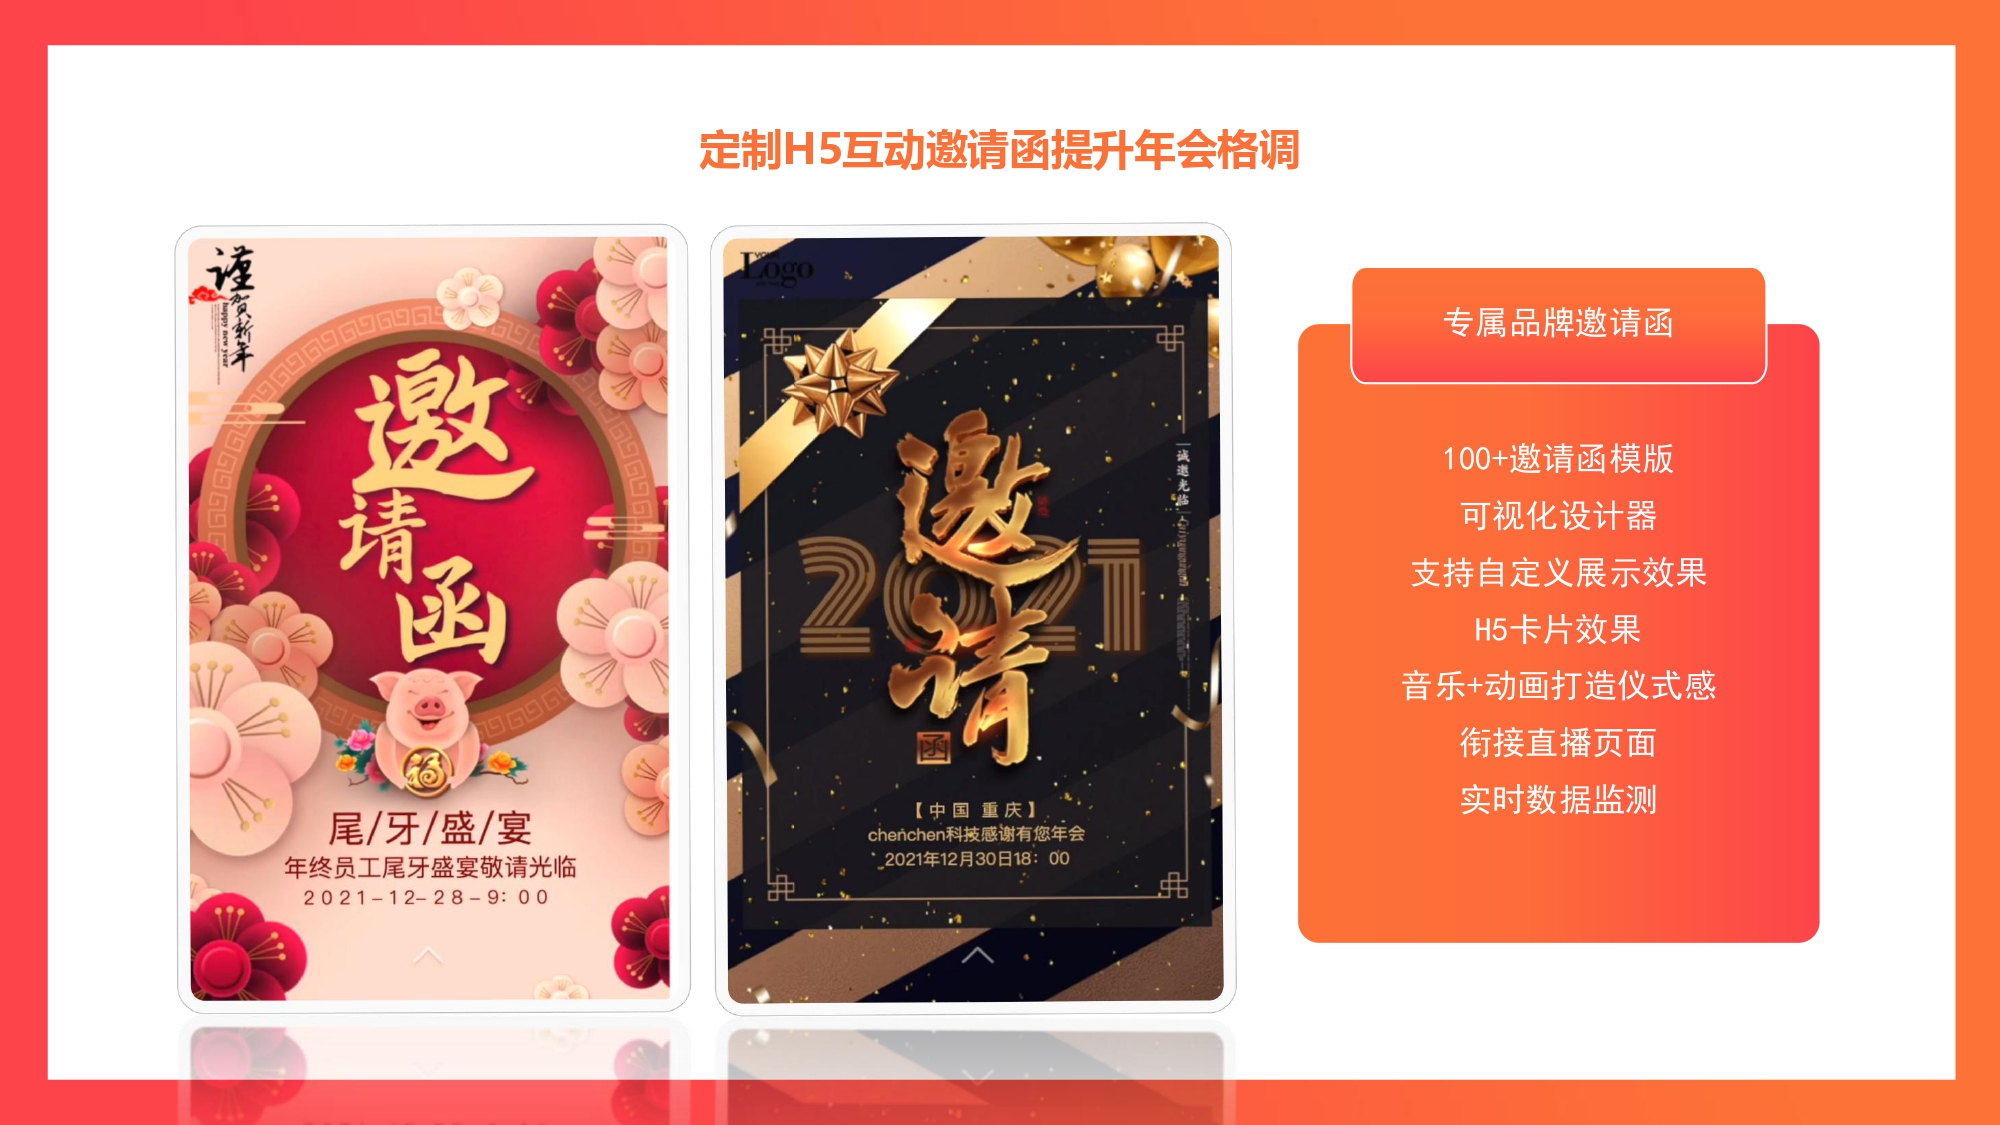 定制H5互动邀请函提升年会格调
谨
贺新年
happy new year
邀
请
函
福
尾/牙/盛/宴
年终员工尾牙盛宴敬请光临
2021-12-28-9:00
YOUR
Logo
诚邀光临
2021
邀
请
函
【中国 重庆】
chenchen科技感谢有您年会
2021年12月30日18:00
专属品牌邀请函
100+邀请函模版
可视化设计器
支持自定义展示效果
H5卡片效果
音乐+动画打造仪式感
衔接直播页面
实时数据监测